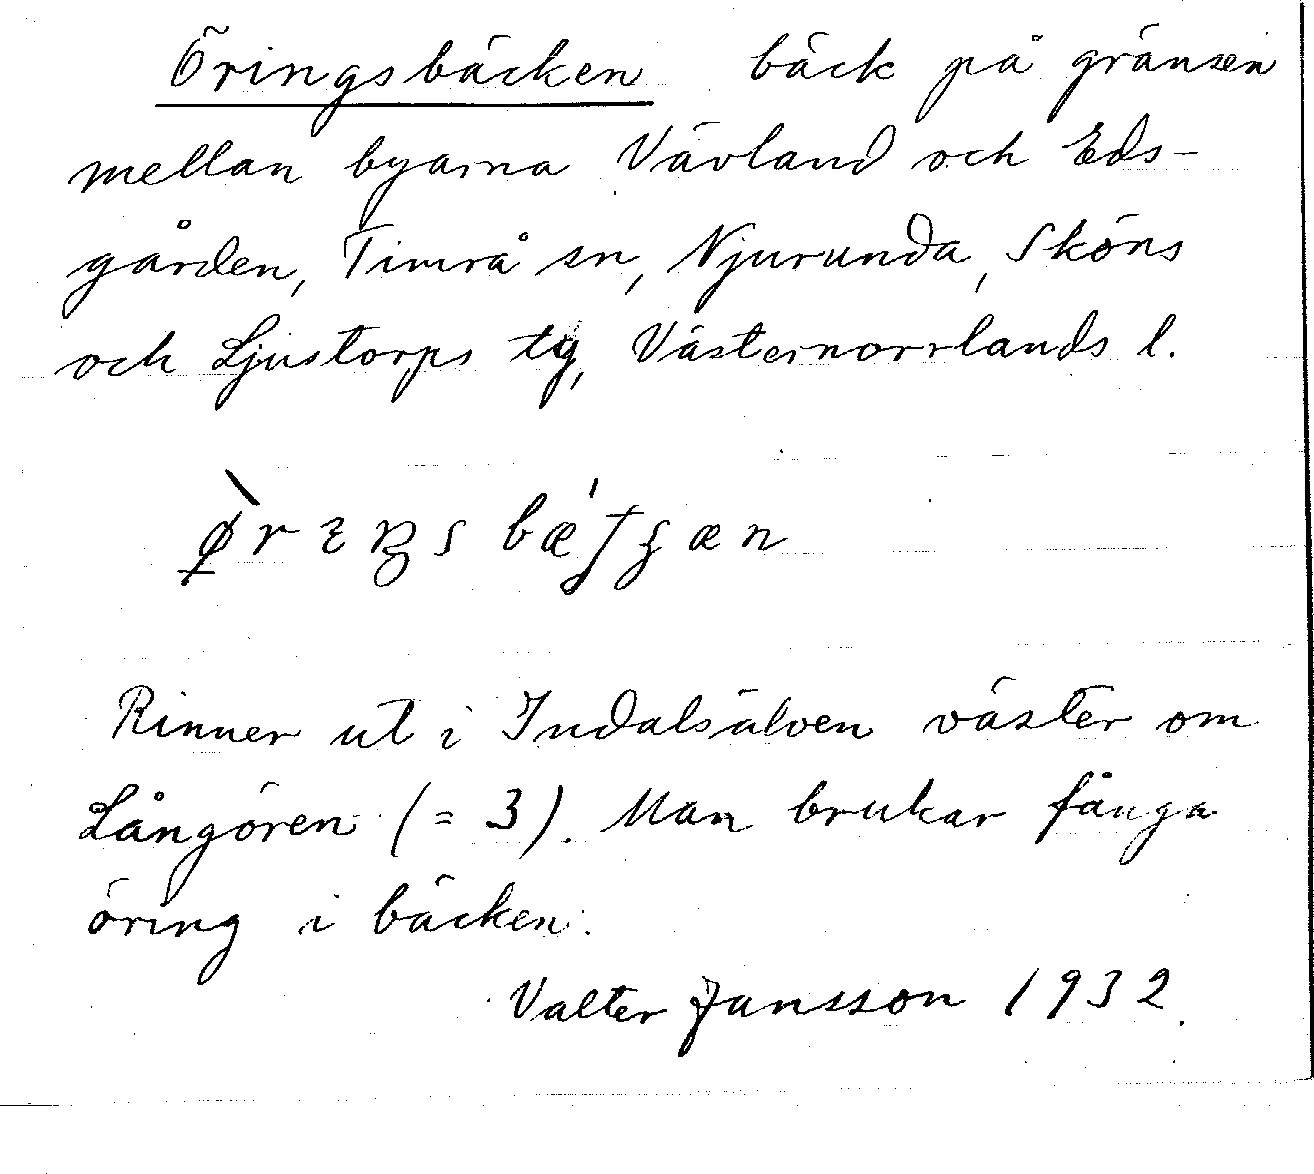 Öringsbäcken bäck på gränsen
mellan byarna Vävland och Eds-
gården, Timrå sn, Njurunda, Sköns
och Ljustorps tg, Västernorrlands l.
Rinner ut i Indalsälven väster om
Långören (= 3). Man brukar fånga
öring i bäcken.
Valter Jansson 1932.